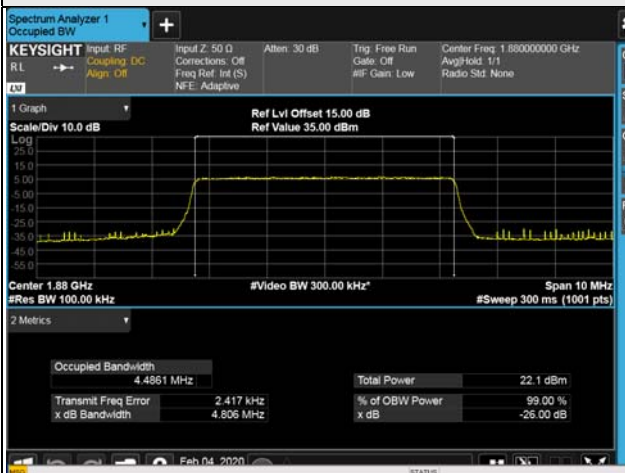 Spectrum Analyzer 1
Occupied BW
KEYSIGHT Input: RF Input Z: 50 Ω Atten: 30 dB Trig: Free Run Center Freq: 1.880000000 GHz
RL Coupling: DC Corrections: Off Gate: Off Avg|Hold: 1/1
Align: Off Freq Ref: Int (S) #IF Gain: Low Radio Std: None
LXI NFE: Adaptive
1 Graph
Scale/Div 10.0 dB Ref Lvl Offset 15.00 dB
Ref Value 35.00 dBm
Log
25.0
15.0
5.00
-5.00
-15.0
-25.0
-35.0
-45.0
-55.0
Center 1.88 GHz #Video BW 300.00 kHz* Span 10 MHz
#Res BW 100.00 kHz #Sweep 300 ms (1001 pts)
2 Metrics
Occupied Bandwidth
4.4861 MHz Total Power 22.1 dBm
Transmit Freq Error 2.417 kHz % of OBW Power 99.00 %
x dB Bandwidth 4.806 MHz x dB -26.00 dB
Feb 04, 2020
MSG STATUS